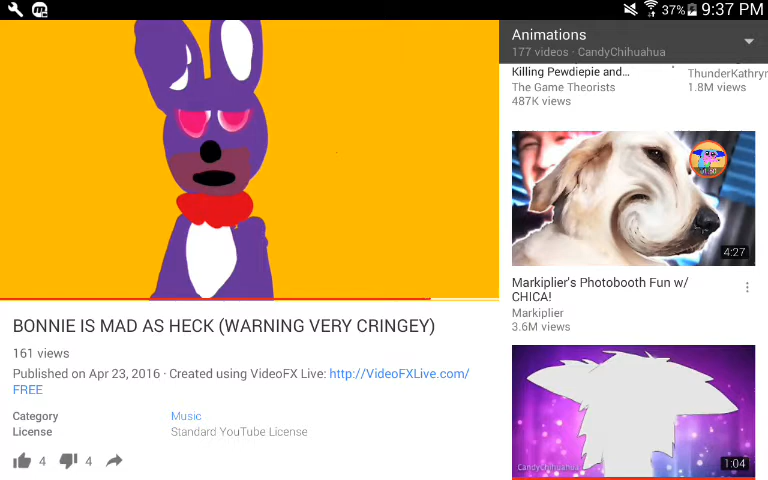 37% 9:37 PM
BONNIE IS MAD AS HECK (WARNING VERY CRINGEY)
161 views
Published on Apr 23, 2016 · Created using VideoFX Live: http://VideoFXLive.com/
FREE
Category Music
License Standard YouTube License
4 4
Animations
177 videos · CandyChihuahua
Killing Pewdiepie and...
The Game Theorists
487K views
ThunderKathryn
1.8M views
01:50
4:27
Markiplier's Photobooth Fun w/
CHICA!
Markiplier
3.6M views
CandyChihuahua
1:04